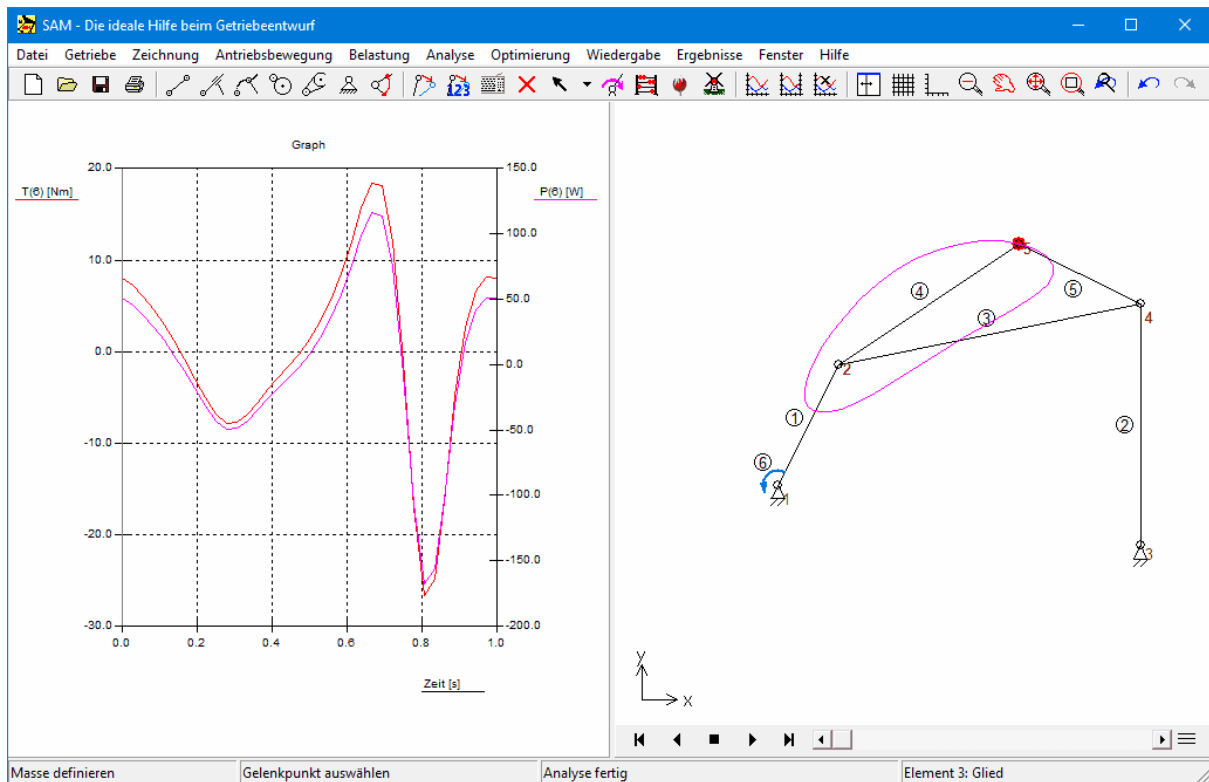 SAM - Die ideale Hilfe beim Getriebeentwurf
Datei Getriebe Zeichnung Antriebsbewegung Belastung Analyse Optimierung Wiedergabe Ergebnisse Fenster Hilfe
123
Graph
T(6) [Nm]
P(6) [W]
20.0
10.0
0.0
-10.0
-20.0
-30.0
150.0
100.0
50.0
0.0
-50.0
-100.0
-150.0
-200.0
0.0 0.2 0.4 0.6 0.8 1.0
Zeit [s]
5
4
5
3
4
2
1
2
6
1
3
y
x
Masse definieren
Gelenkpunkt auswählen
Analyse fertig
Element 3: Glied